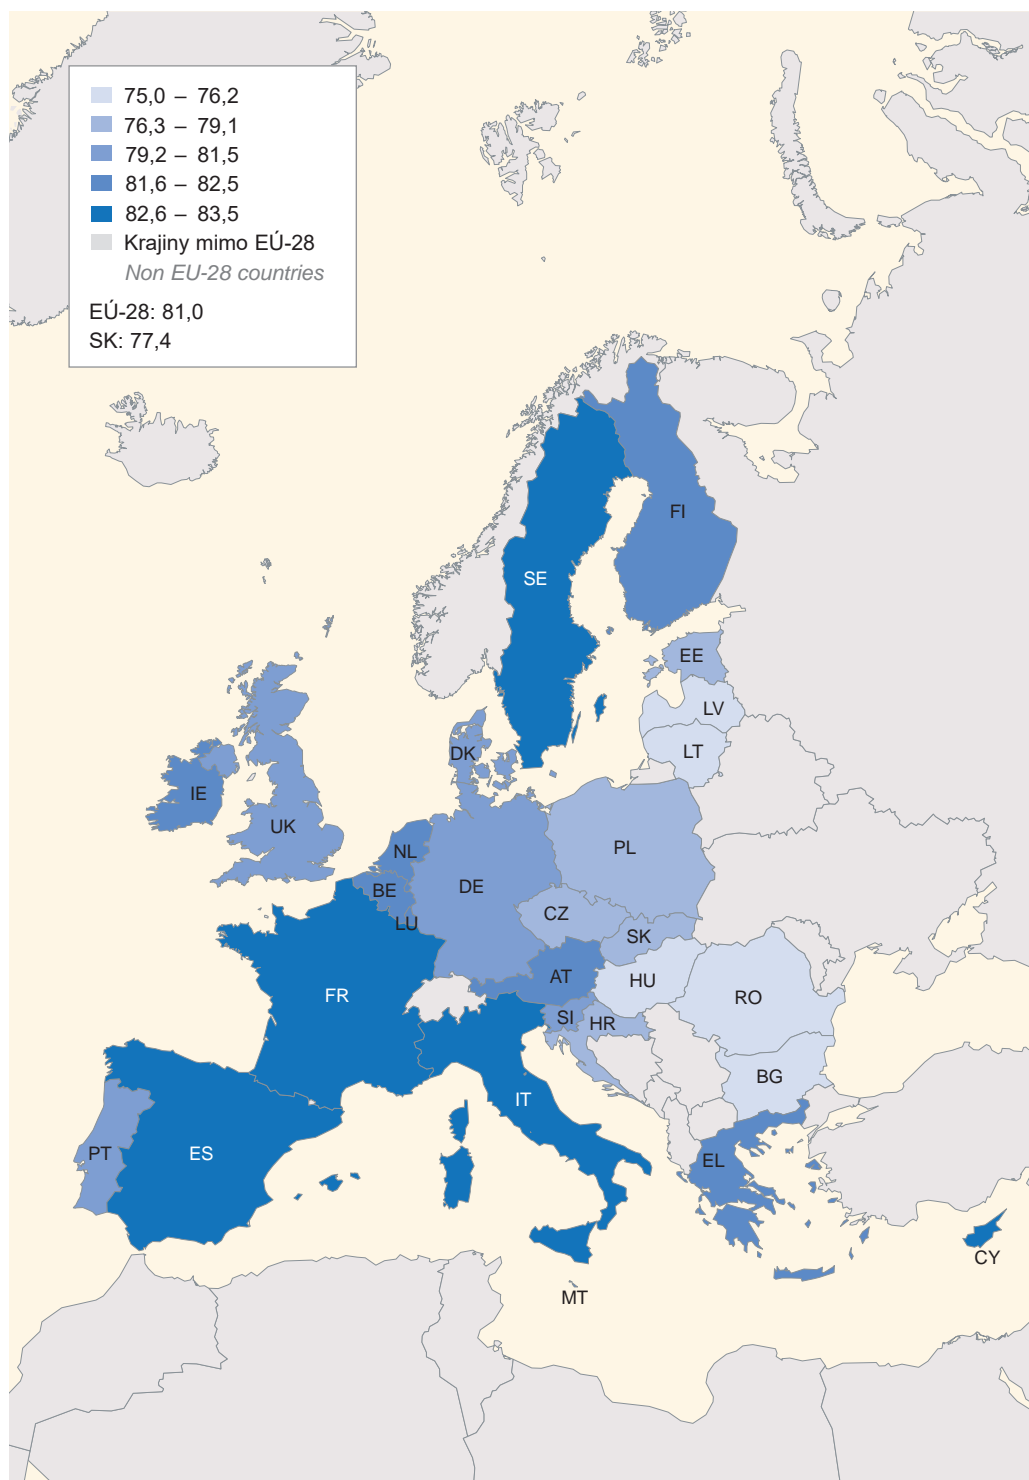 75,0 – 76,2
76,3 – 79,1
79,2 – 81,5
81,6 – 82,5
82,6 – 83,5
Krajiny mimo EÚ-28
Non EU-28 countries
EÚ-28: 81,0
SK: 77,4
FI
SE
EE
LV
LT
DK
IE
UK
NL
PL
BE
DE
CZ
LU
SK
AT
HU
FR
RO
SI
HR
BG
IT
PT
ES
EL
CY
MT